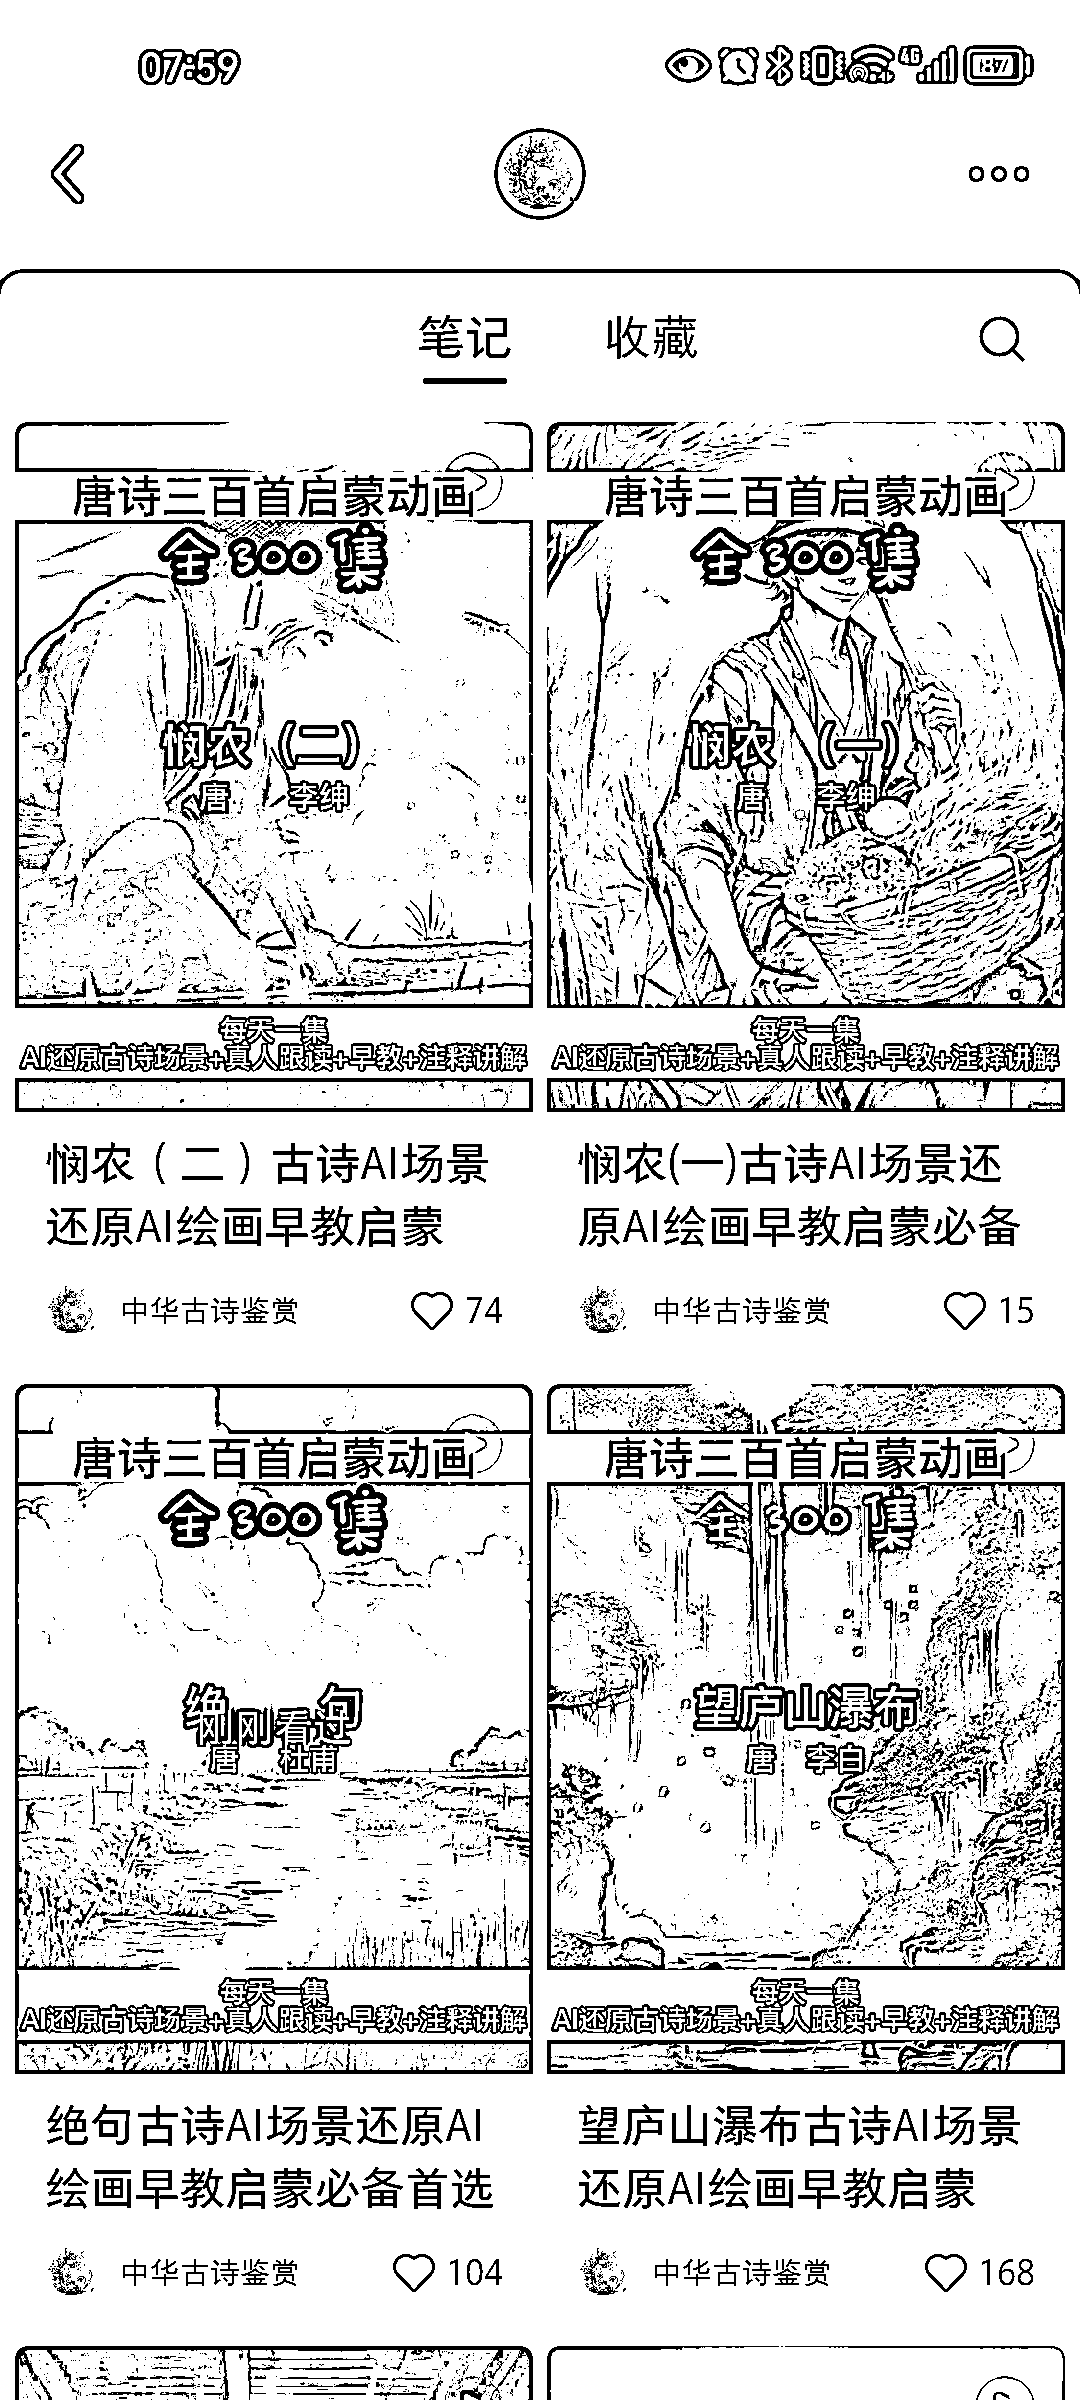 07:59
4G
87
笔记
收藏
唐诗三百首启蒙动画
全300集
悯农 (二)
唐 李绅
每天一集
AI还原古诗场景+真人跟读+早教+注释讲解
悯农（二）古诗AI场景
还原AI绘画早教启蒙
中华古诗鉴赏
74
唐诗三百首启蒙动画
全300集
悯农 (一)
唐 李绅
每天一集
AI还原古诗场景+真人跟读+早教+注释讲解
悯农(一)古诗AI场景还
原AI绘画早教启蒙必备
中华古诗鉴赏
15
唐诗三百首启蒙动画
全300集
绝 句
刚刚看过
唐 杜甫
每天一集
AI还原古诗场景+真人跟读+早教+注释讲解
绝句古诗AI场景还原AI
绘画早教启蒙必备首选
中华古诗鉴赏
104
唐诗三百首启蒙动画
全300集
望庐山瀑布
唐 李白
每天一集
AI还原古诗场景+真人跟读+早教+注释讲解
望庐山瀑布古诗AI场景
还原AI绘画早教启蒙
中华古诗鉴赏
168